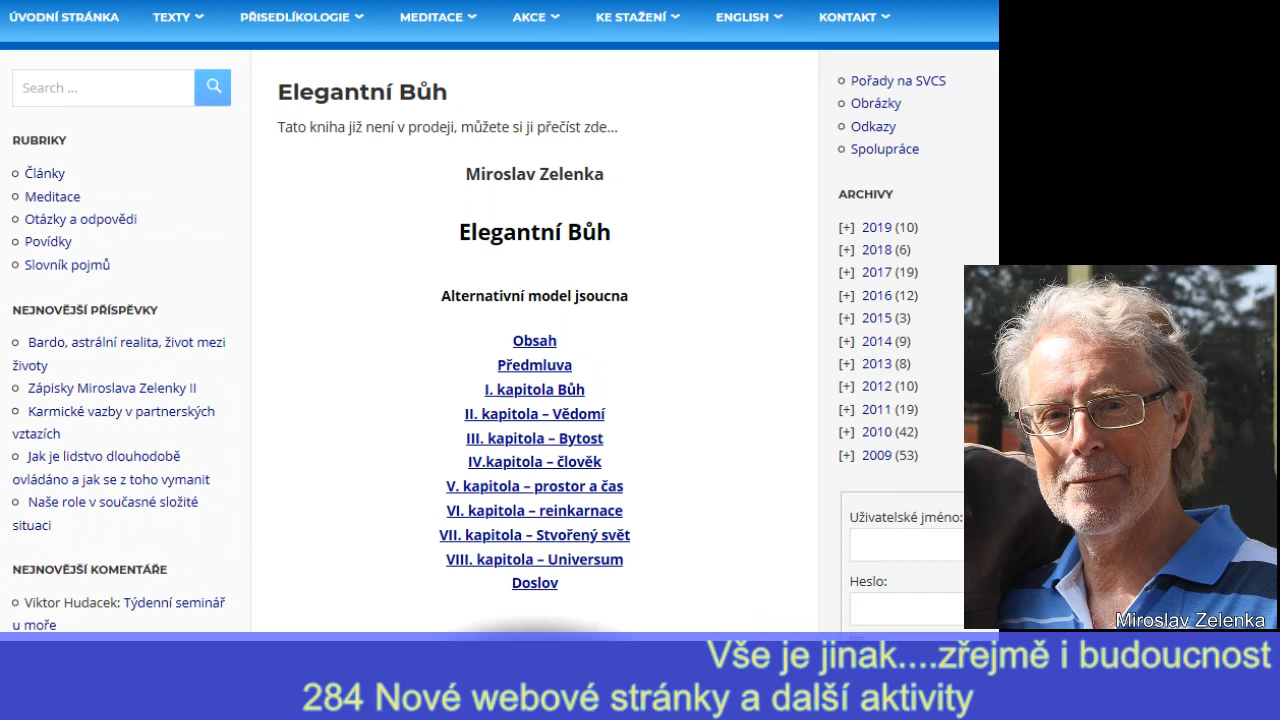 ÚVODNÍ STRÁNKA TEXTY PŘISEDLÍKOLOGIE MEDITACE AKCE KE STAŽENÍ ENGLISH KONTAKT
Search ...
RUBRIKY
Články
Meditace
Otázky a odpovědi
Povídky
Slovník pojmů
NEJNOVĚJŠÍ PŘÍSPĚVKY
Bardo, astrální realita, život mezi
životy
Zápisky Miroslava Zelenky II
Karmické vazby v partnerských
vztazích
Jak je lidstvo dlouhodobě
ovládáno a jak se z toho vymanit
Naše role v současné složité
situaci
NEJNOVĚJŠÍ KOMENTÁŘE
Viktor Hudacek: Týdenní seminář
u moře
Elegantní Bůh
Tato kniha již není v prodeji, můžete si ji přečíst zde...
Miroslav Zelenka
Elegantní Bůh
Alternativní model jsoucna
Obsah
Předmluva
I. kapitola Bůh
II. kapitola – Vědomí
III. kapitola – Bytost
IV.kapitola – člověk
V. kapitola – prostor a čas
VI. kapitola – reinkarnace
VII. kapitola – Stvořený svět
VIII. kapitola – Universum
Doslov
Pořady na SVCS
Obrázky
Odkazy
Spolupráce
ARCHIVY
[+] 2019 (10)
[+] 2018 (6)
[+] 2017 (19)
[+] 2016 (12)
[+] 2015 (3)
[+] 2014 (9)
[+] 2013 (8)
[+] 2012 (10)
[+] 2011 (19)
[+] 2010 (42)
[+] 2009 (53)
Uživatelské jméno:
Heslo:
Miroslav Zelenka
Vše je jinak....zřejmě i budoucnost
284 Nové webové stránky a další aktivity